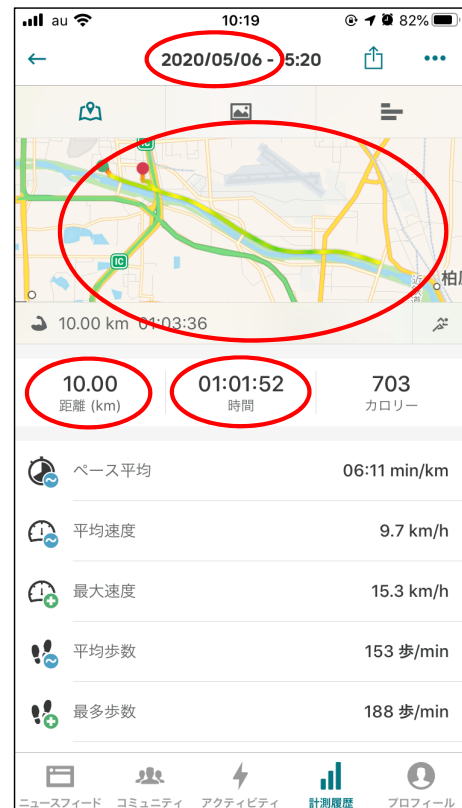 au 10:19 82%
2020/05/06 - 5:20
IC
IC
柏原
近
道
10.00 km 01:03:36
10.00 01:01:52 703
距離 (km) 時間 カロリー
ペース平均 06:11 min/km
平均速度 9.7 km/h
最大速度 15.3 km/h
平均歩数 153 歩/min
最多歩数 188 歩/min
ニュースフィード コミュニティ アクティビティ 計測履歴 プロフィール